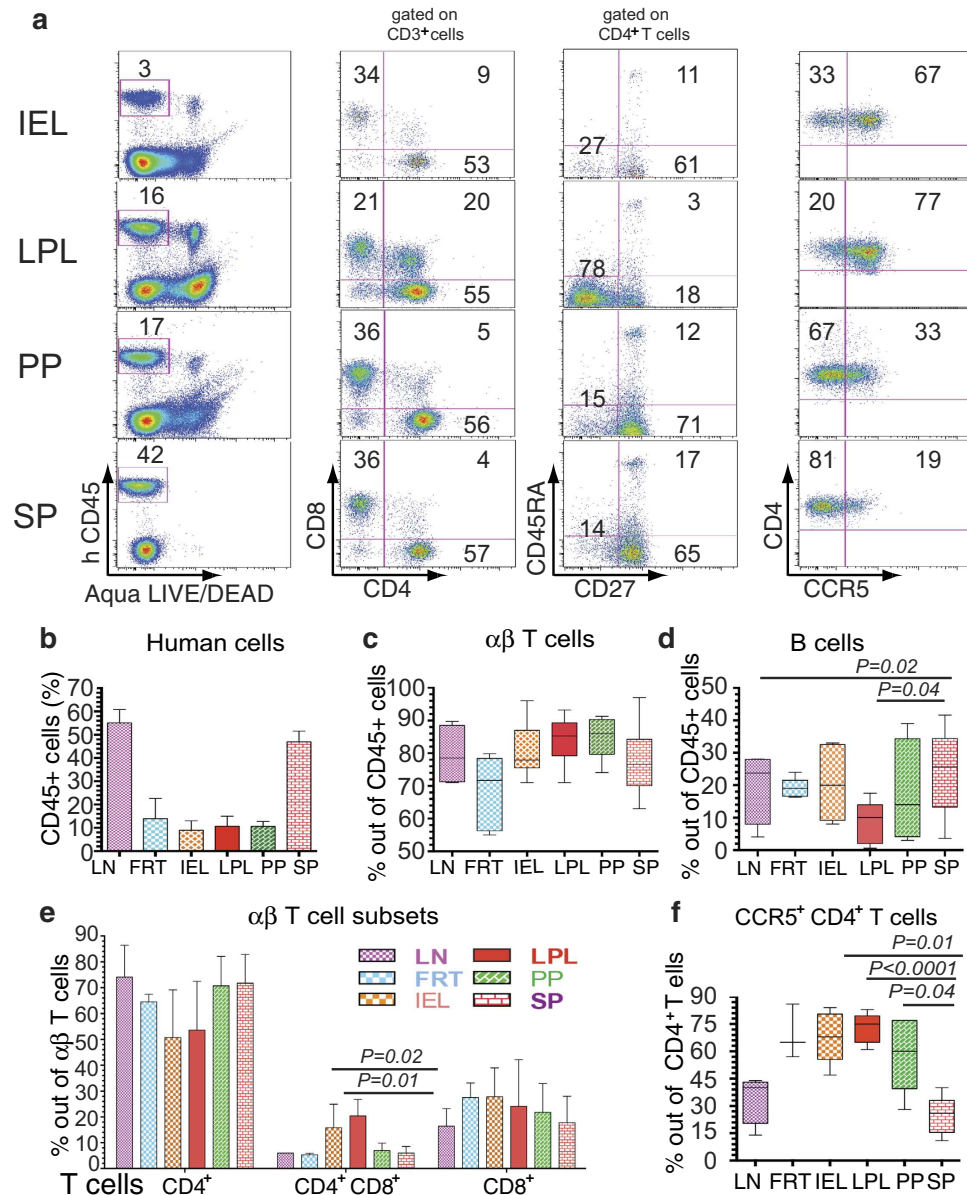 a
gated on
CD3+ cells
gated on
CD4+ T cells
IEL
3
34 9
53
11
27
61
33 67
LPL
16
21 20
55
3
78
18
20 77
PP
17
36 5
56
12
15
71
67 33
SP
42
36 4
57
17
14
65
81 19
h CD45
Aqua LIVE/DEAD
CD8
CD4
CD45RA
CD27
CD4
CCR5
b Human cells
CD45+ cells (%)
70
60
50
40
30
20
10
0
LN FRT IEL LPL PP SP
c αβ T cells
% out of CD45+ cells
100
90
80
70
60
50
LN FRT IEL LPL PP SP
d B cells
P=0.02
P=0.04
% out of CD45+ cells
50
40
30
20
10
0
LN FRT IEL LPL PP SP
e αβ T cell subsets
% out of αβ T cells
90
80
70
60
50
40
30
20
10
0
LN LPL
FRT PP
IEL SP
P=0.02
P=0.01
T cells CD4+ CD4+ CD8+ CD8+
f CCR5+ CD4+ T cells
P=0.01
P<0.0001
P=0.04
% out of CD4+T ells
90
75
60
45
30
15
0
LN FRT IEL LPL PP SP